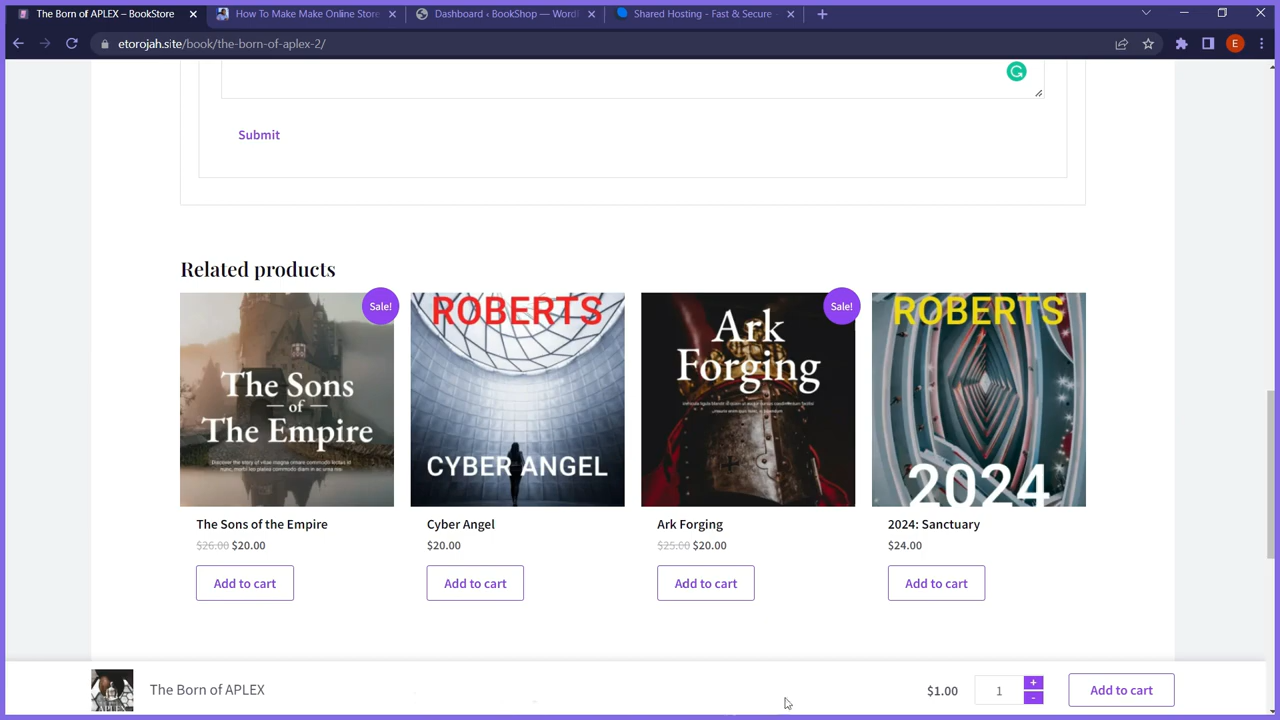 The Born of APLEX – BookStore
How To Make Make Online Store
Dashboard ‹ BookShop — Word
Shared Hosting - Fast & Secure
etorojah.site/book/the-born-of-aplex-2/
E
Submit
Related products
Sale!
Sale!
The Sons
of
The Empire
ROBERTS
CYBER ANGEL
Ark
Forging
ROBERTS
2024
The Sons of the Empire
Cyber Angel
Ark Forging
2024: Sanctuary
$26.00 $20.00
$20.00
$25.00 $20.00
$24.00
Add to cart
Add to cart
Add to cart
Add to cart
The Born of APLEX
$1.00
1
+
-
Add to cart